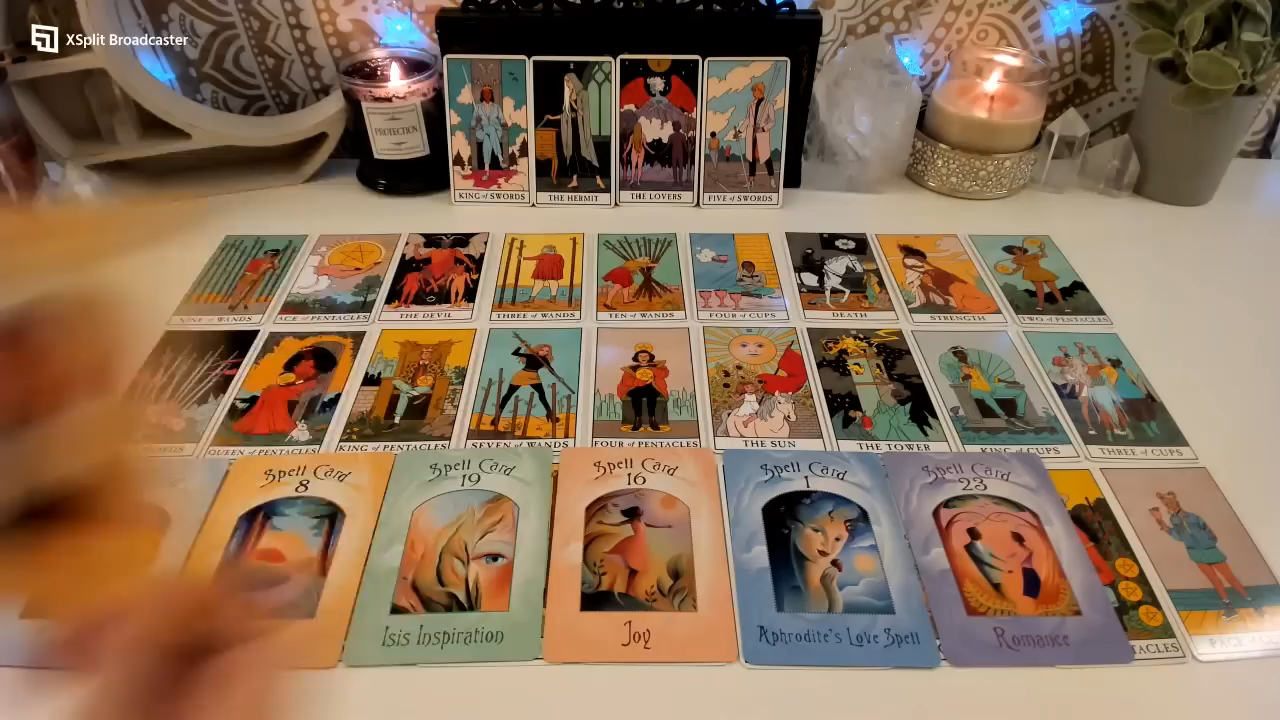 XSplit Broadcaster
PROTECTION
KING of SWORDS
THE HERMIT
THE LOVERS
FIVE of SWORDS
NINE of WANDS
ACE of PENTACLES
THE DEVIL
THREE of WANDS
TEN of WANDS
FOUR of CUPS
DEATH
STRENGTH
TWO of PENTACLES
QUEEN of PENTACLES
KING of PENTACLES
SEVEN of WANDS
FOUR of PENTACLES
THE SUN
THE TOWER
KING of CUPS
THREE of CUPS
Spell Card
8
Spell Card
19
Isis Inspiration
Spell Card
16
Joy
Spell Card
1
Aphrodite's Love Spell
Spell Card
23
Romance
TACLES